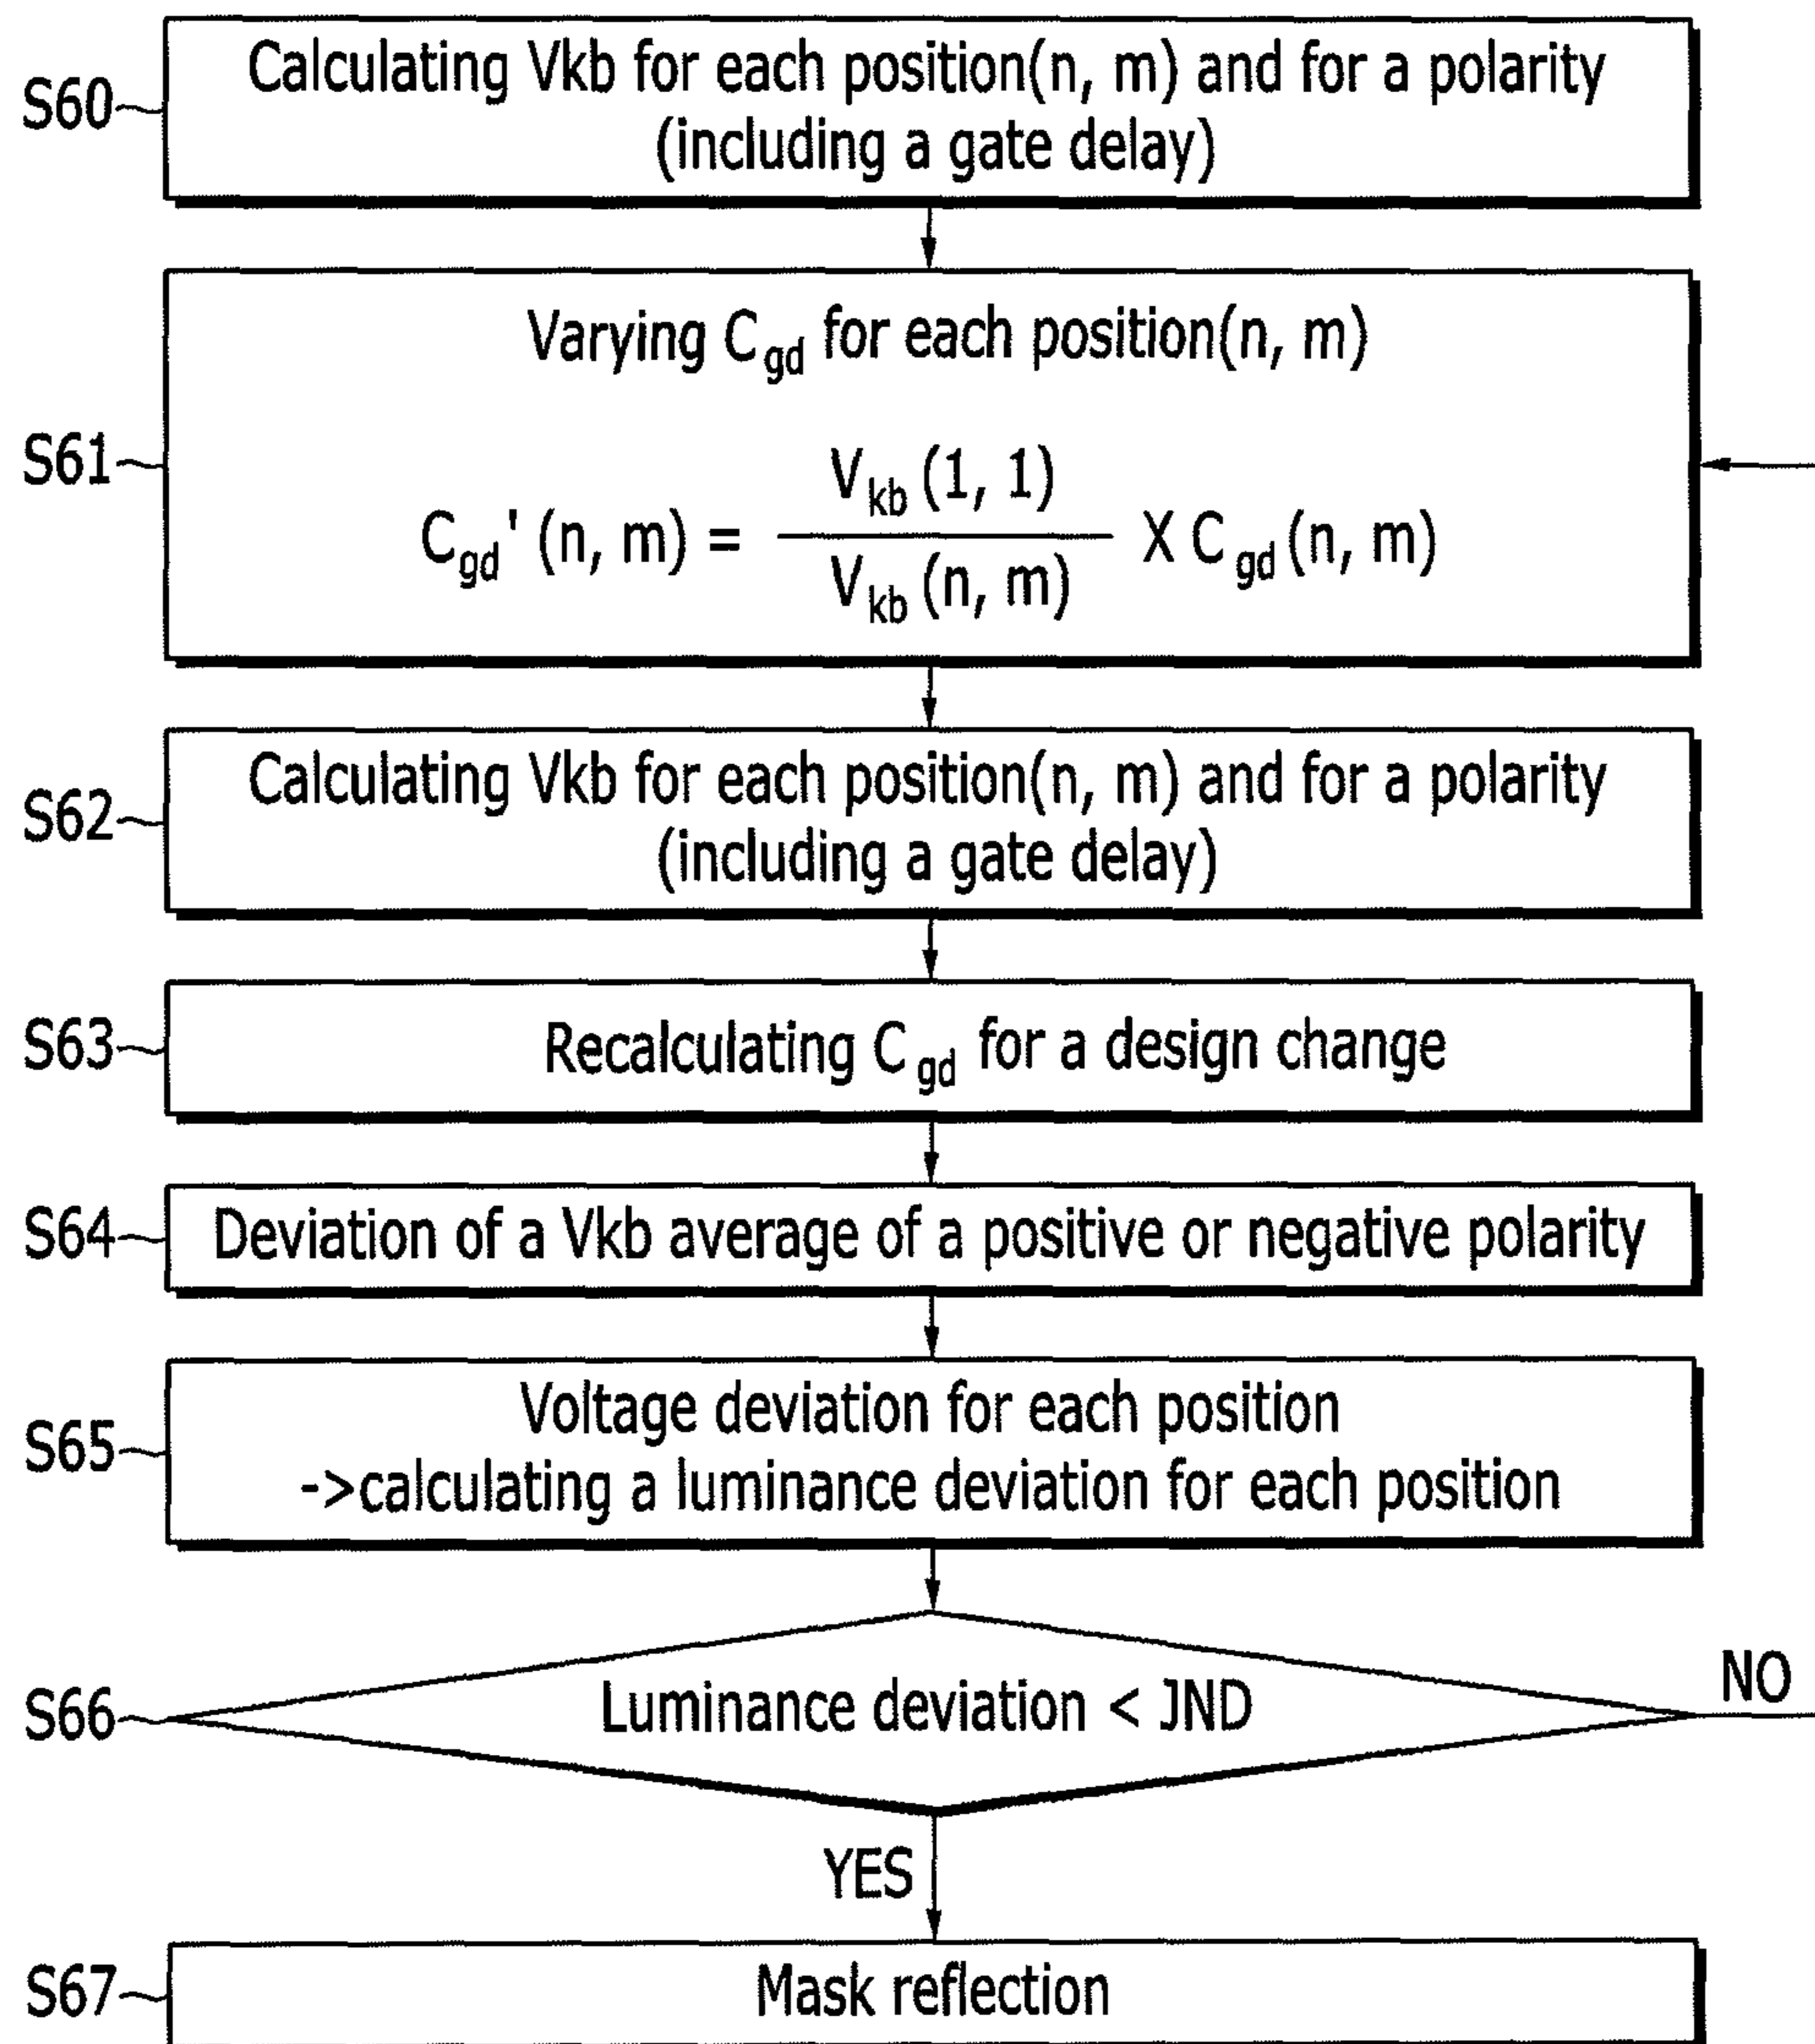 S60
Calculating Vkb for each position(n, m) and for a polarity
(including a gate delay)
S61
Varying Cgd for each position(n, m)
Cgd' (n, m) = Vkb (1, 1) / Vkb (n, m) X Cgd (n, m)
S62
Calculating Vkb for each position(n, m) and for a polarity
(including a gate delay)
S63
Recalculating Cgd for a design change
S64
Deviation of a Vkb average of a positive or negative polarity
S65
Voltage deviation for each position
->calculating a luminance deviation for each position
S66
Luminance deviation < JND
NO
YES
S67
Mask reflection